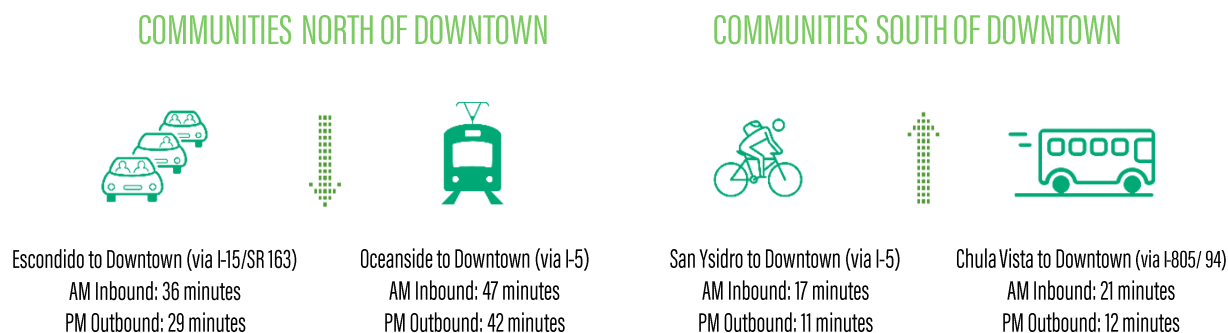 COMMUNITIES NORTH OF DOWNTOWN
Escondido to Downtown (via I-15/SR 163)
AM Inbound: 36 minutes
PM Outbound: 29 minutes
Oceanside to Downtown (via I-5)
AM Inbound: 47 minutes
PM Outbound: 42 minutes
COMMUNITIES SOUTH OF DOWNTOWN
San Ysidro to Downtown (via I-5)
AM Inbound: 17 minutes
PM Outbound: 11 minutes
Chula Vista to Downtown (via I-805/ 94)
AM Inbound: 21 minutes
PM Outbound: 12 minutes